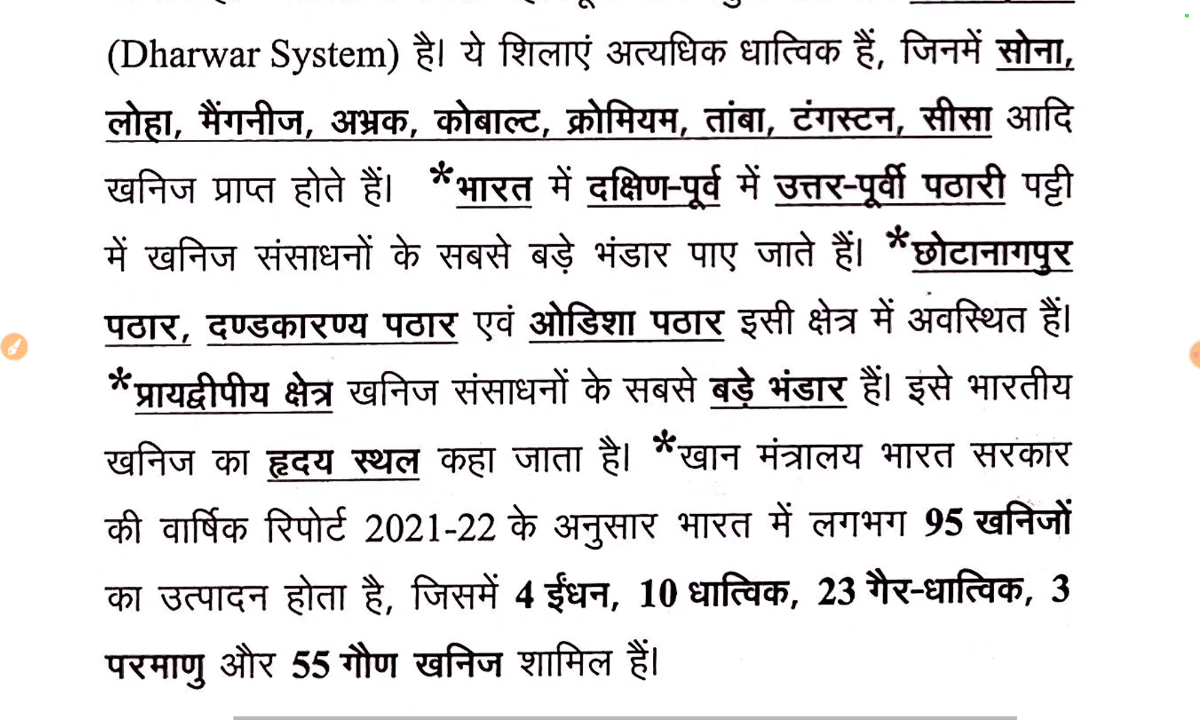 (Dharwar System) है। ये शिलाएं अत्यधिक धात्विक हैं, जिनमें सोना,
लोहा, मैंगनीज, अभ्रक, कोबाल्ट, क्रोमियम, तांबा, टंगस्टन, सीसा आदि
खनिज प्राप्त होते हैं। *भारत में दक्षिण-पूर्व में उत्तर-पूर्वी पठारी पट्टी
में खनिज संसाधनों के सबसे बड़े भंडार पाए जाते हैं। *छोटानागपुर
पठार, दण्डकारण्य पठार एवं ओडिशा पठार इसी क्षेत्र में अवस्थित हैं।
*प्रायद्वीपीय क्षेत्र खनिज संसाधनों के सबसे बड़े भंडार हैं। इसे भारतीय
खनिज का हृदय स्थल कहा जाता है। *खान मंत्रालय भारत सरकार
की वार्षिक रिपोर्ट 2021-22 के अनुसार भारत में लगभग 95 खनिजों
का उत्पादन होता है, जिसमें 4 ईंधन, 10 धात्विक, 23 गैर-धात्विक, 3
परमाणु और 55 गौण खनिज शामिल हैं।